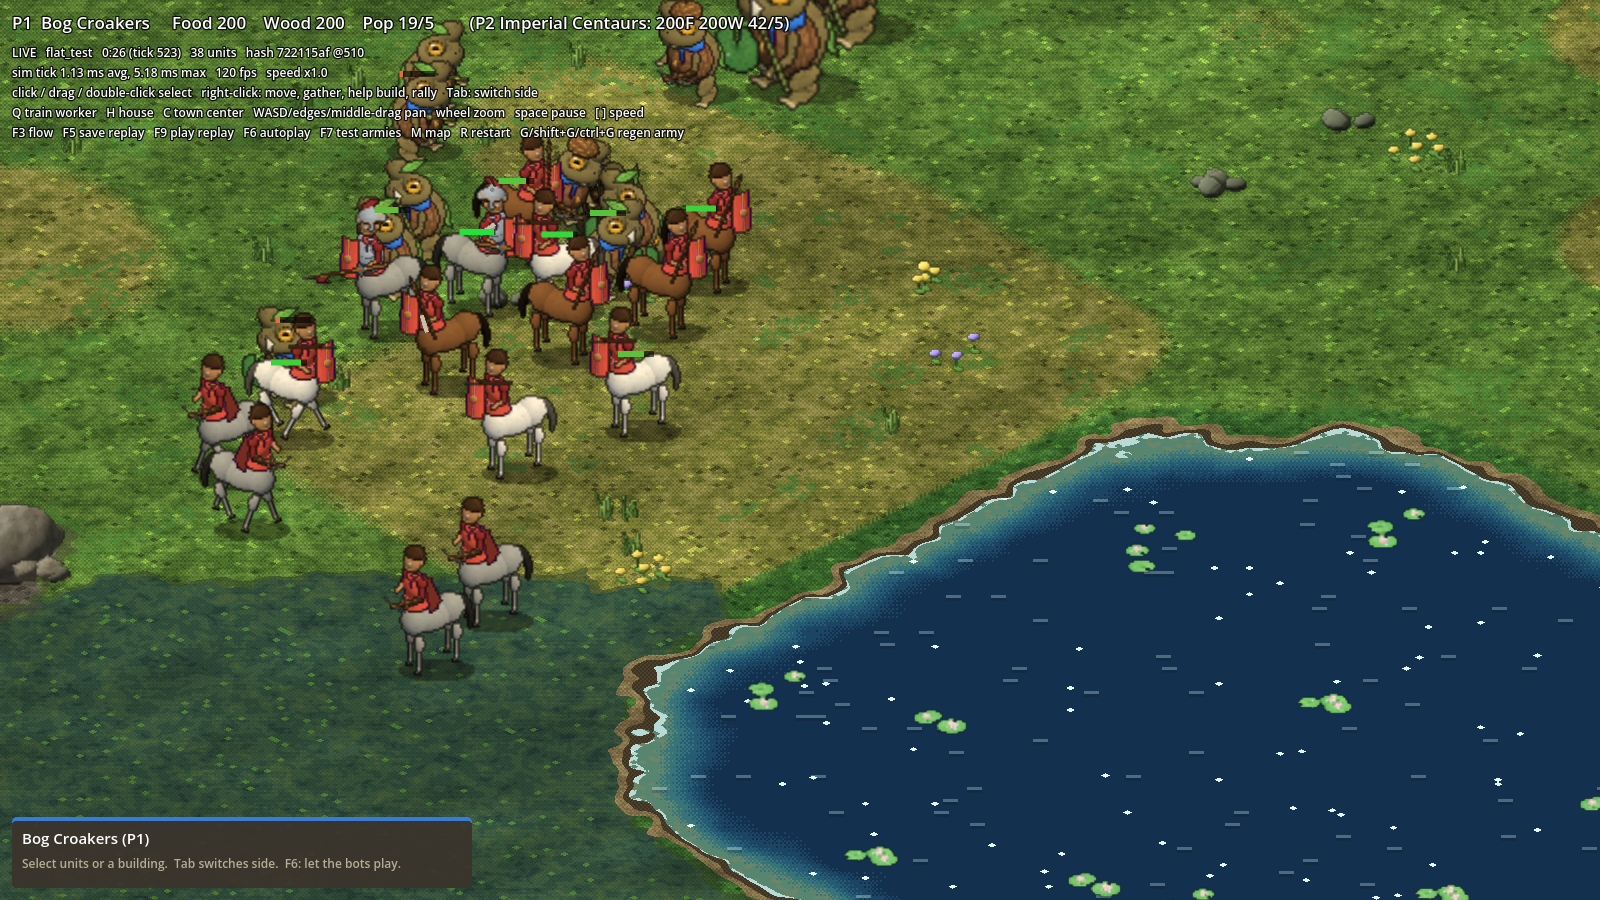 P1 Bog Croakers Food 200 Wood 200 Pop 19/5 (P2 Imperial Centaurs: 200F 200W 42/5)
LIVE flat_test 0:26 (tick 523) 38 units hash 722115af @510
sim tick 1.13 ms avg, 5.18 ms max 120 fps speed x1.0
click / drag / double-click select right-click: move, gather, help build, rally Tab: switch side
Q train worker H house C town center WASD/edges/middle-drag pan wheel zoom space pause [ ] speed
F3 flow F5 save replay F9 play replay F6 autoplay F7 test armies M map R restart G/shift+G/ctrl+G regen army
Bog Croakers (P1)
Select units or a building. Tab switches side. F6: let the bots play.